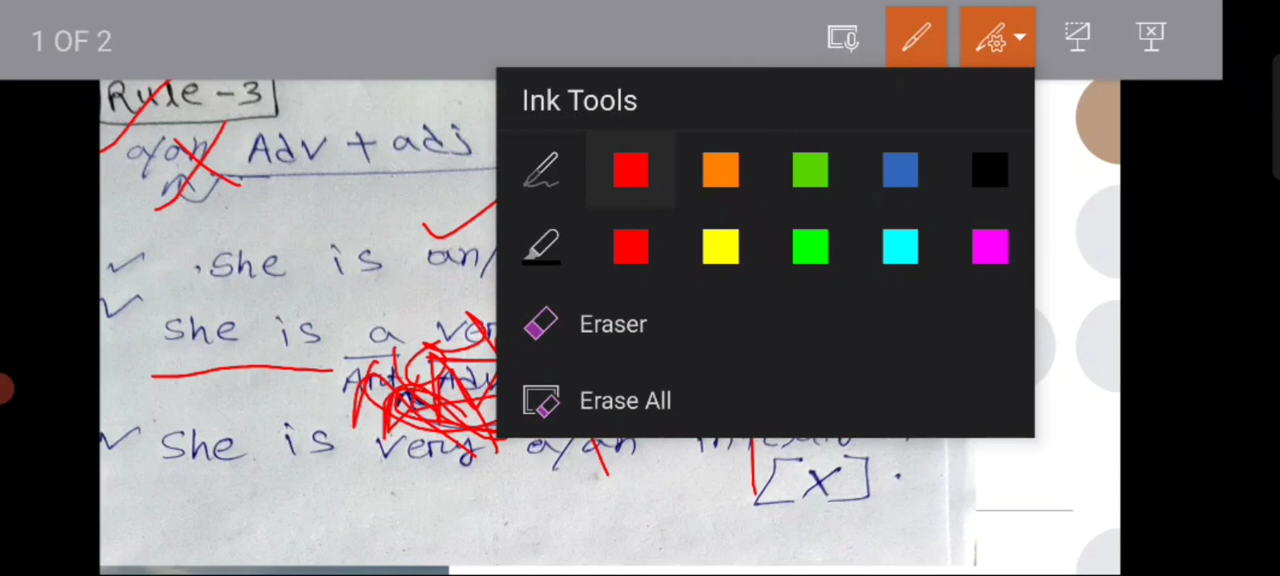 1 OF 2
Ink Tools
Eraser
Erase All
Rule -3
a/an Adv + adj
.she is an/
she is a ver
Art Adv
She is very a/an
[X] .